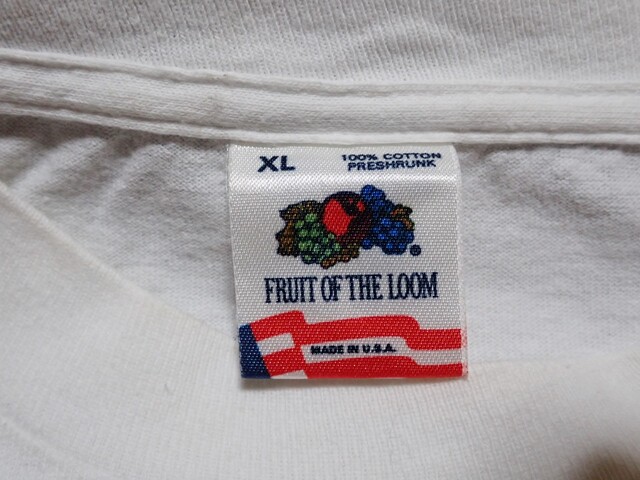 XL
100% COTTON
PRESHRUNK
®
FRUIT OF THE LOOM
MADE IN U.S.A.